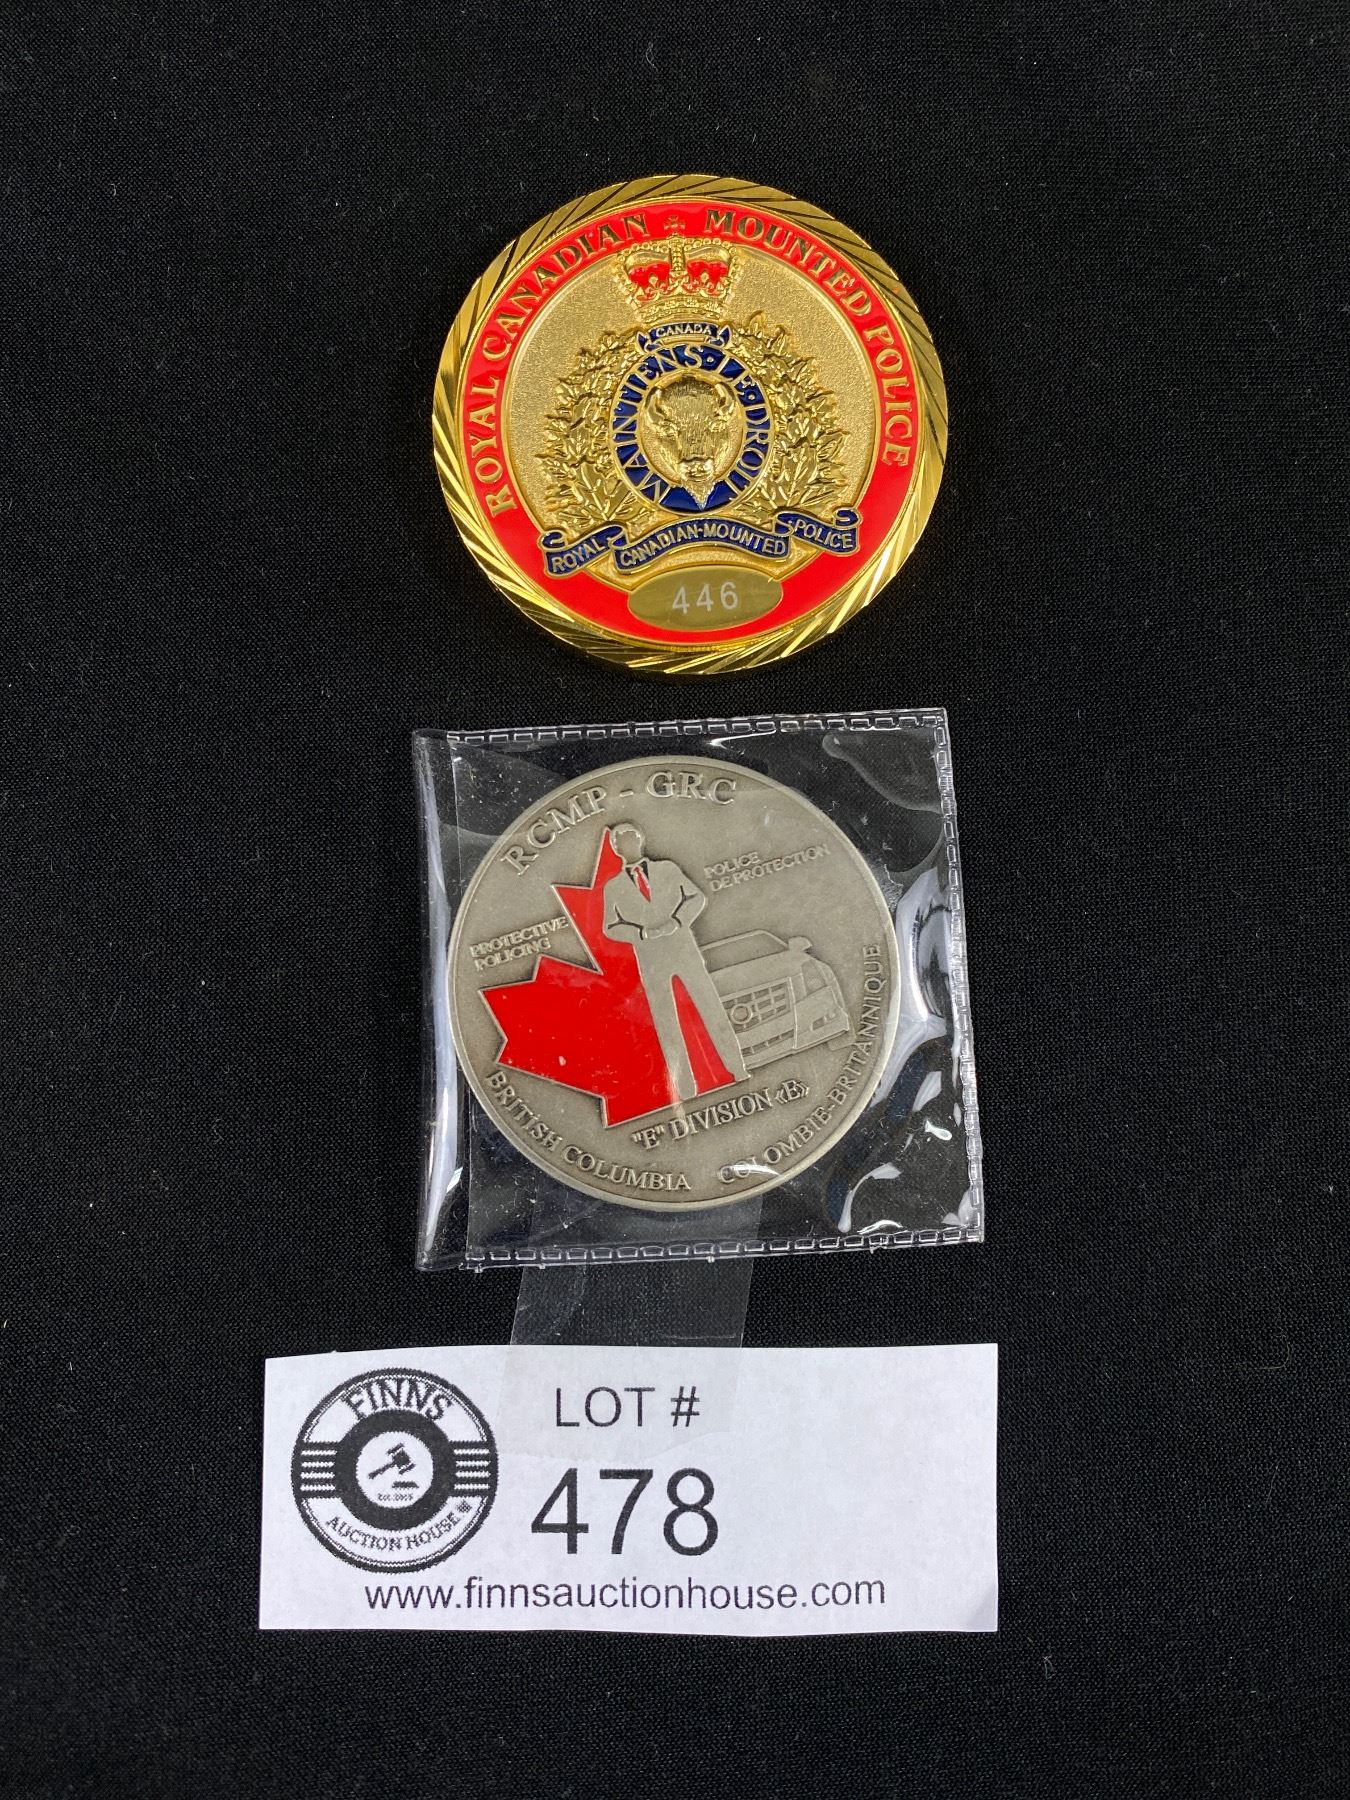 ROYAL CANADIAN MOUNTED POLICE
CANADA
MAINTIENS·LE·DROIT
ROYAL CANADIAN·MOUNTED POLICE
446
RCMP - GRC
POLICE
DE PROTECTION
PROTECTIVE
POLICING
"E" DIVISION «E»
BRITISH COLUMBIA COLOMBIE-BRITANNIQUE
FINNS
AUCTION HOUSE
LOT #
478
www.finnsauctionhouse.com